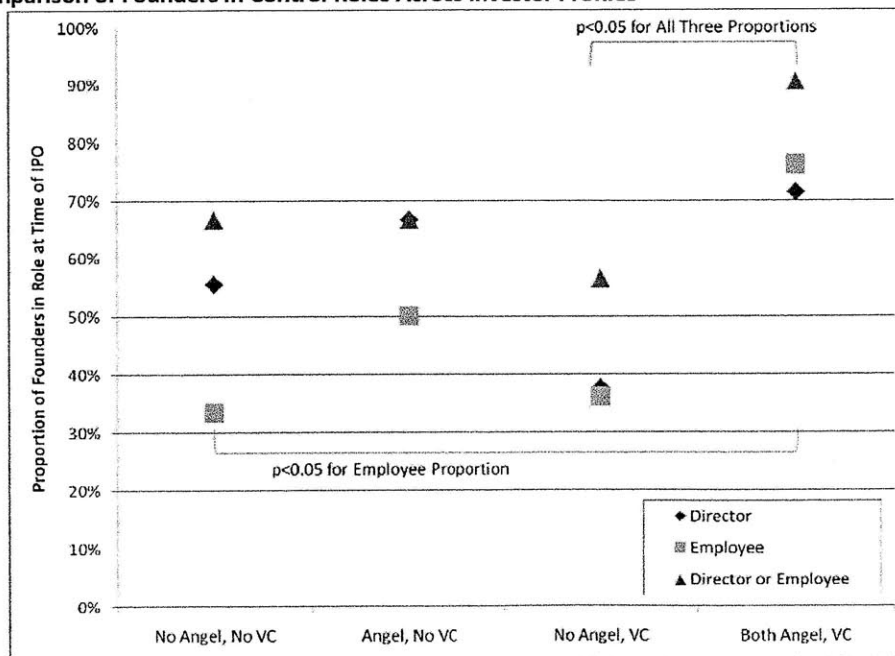 mparison of Founders in Control Roles Across Investor Profiles
100%
p<0.05 for All Three Proportions
90%
80%
70%
60%
50%
40%
30%
p<0.05 for Employee Proportion
20%
10%
0%
Proportion of Founders in Role at Time of IPO
Director
Employee
Director or Employee
No Angel, No VC
Angel, No VC
No Angel, VC
Both Angel, VC